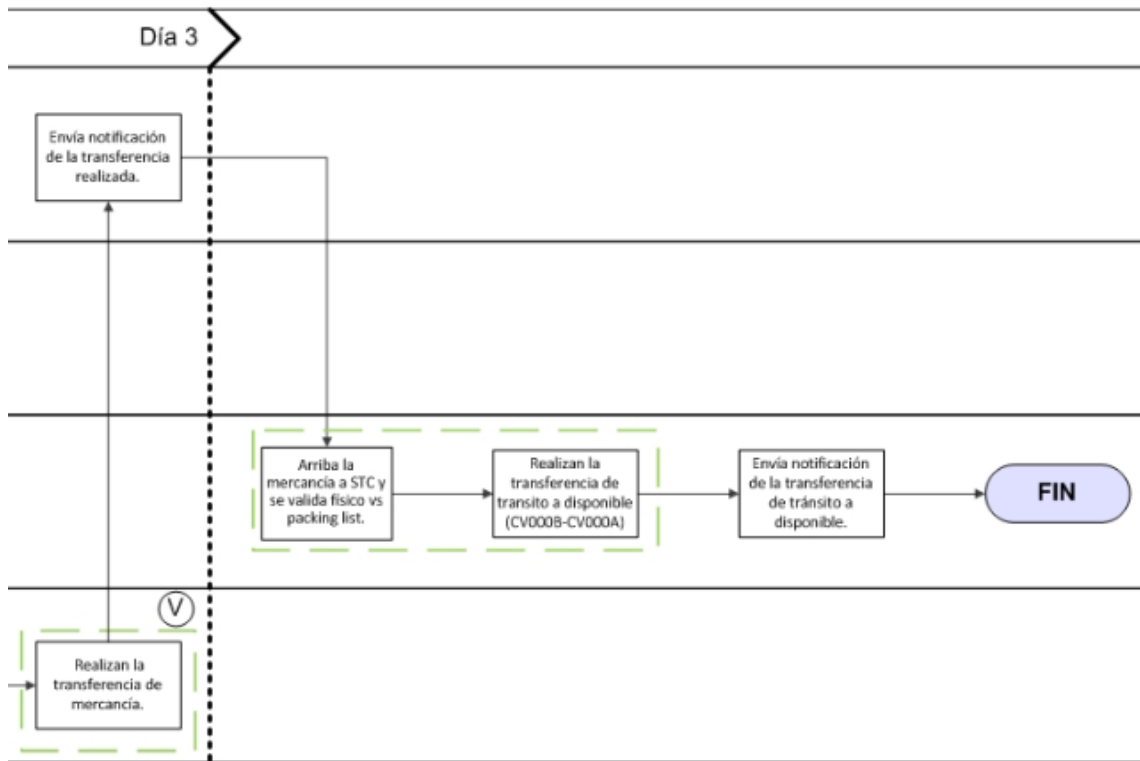 Día 3
Envía notificación
de la transferencia
realizada.
Arriba la
mercancía a STC y
se valida físico vs
packing list.
Realizan la
transferencia de
transito a disponible
(CV000B-CV000A)
Envía notificación
de la transferencia
de tránsito a
disponible.
FIN
V
Realizan la
transferencia de
mercancía.